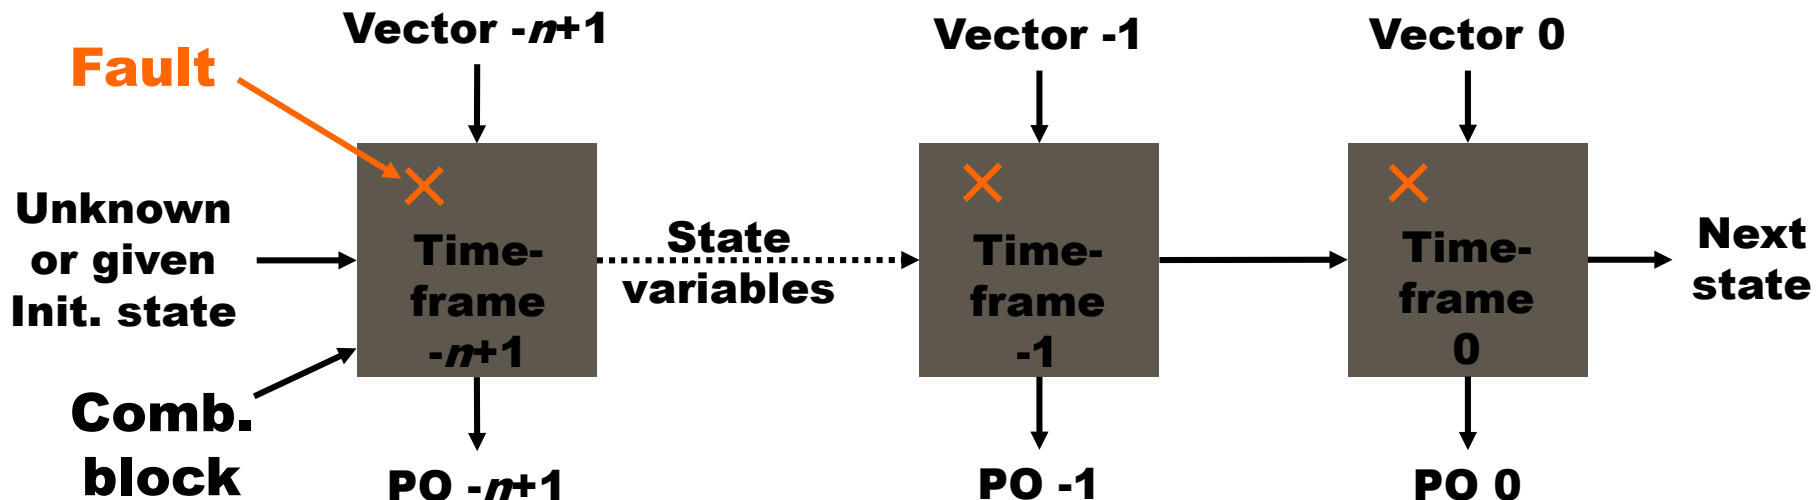 Vector -n+1
Vector -1
Vector 0
Fault
Unknown
or given
Init. state
Time-
frame
-n+1
State
variables
Time-
frame
-1
Time-
frame
0
Next
state
Comb.
block
PO -n+1
PO -1
PO 0